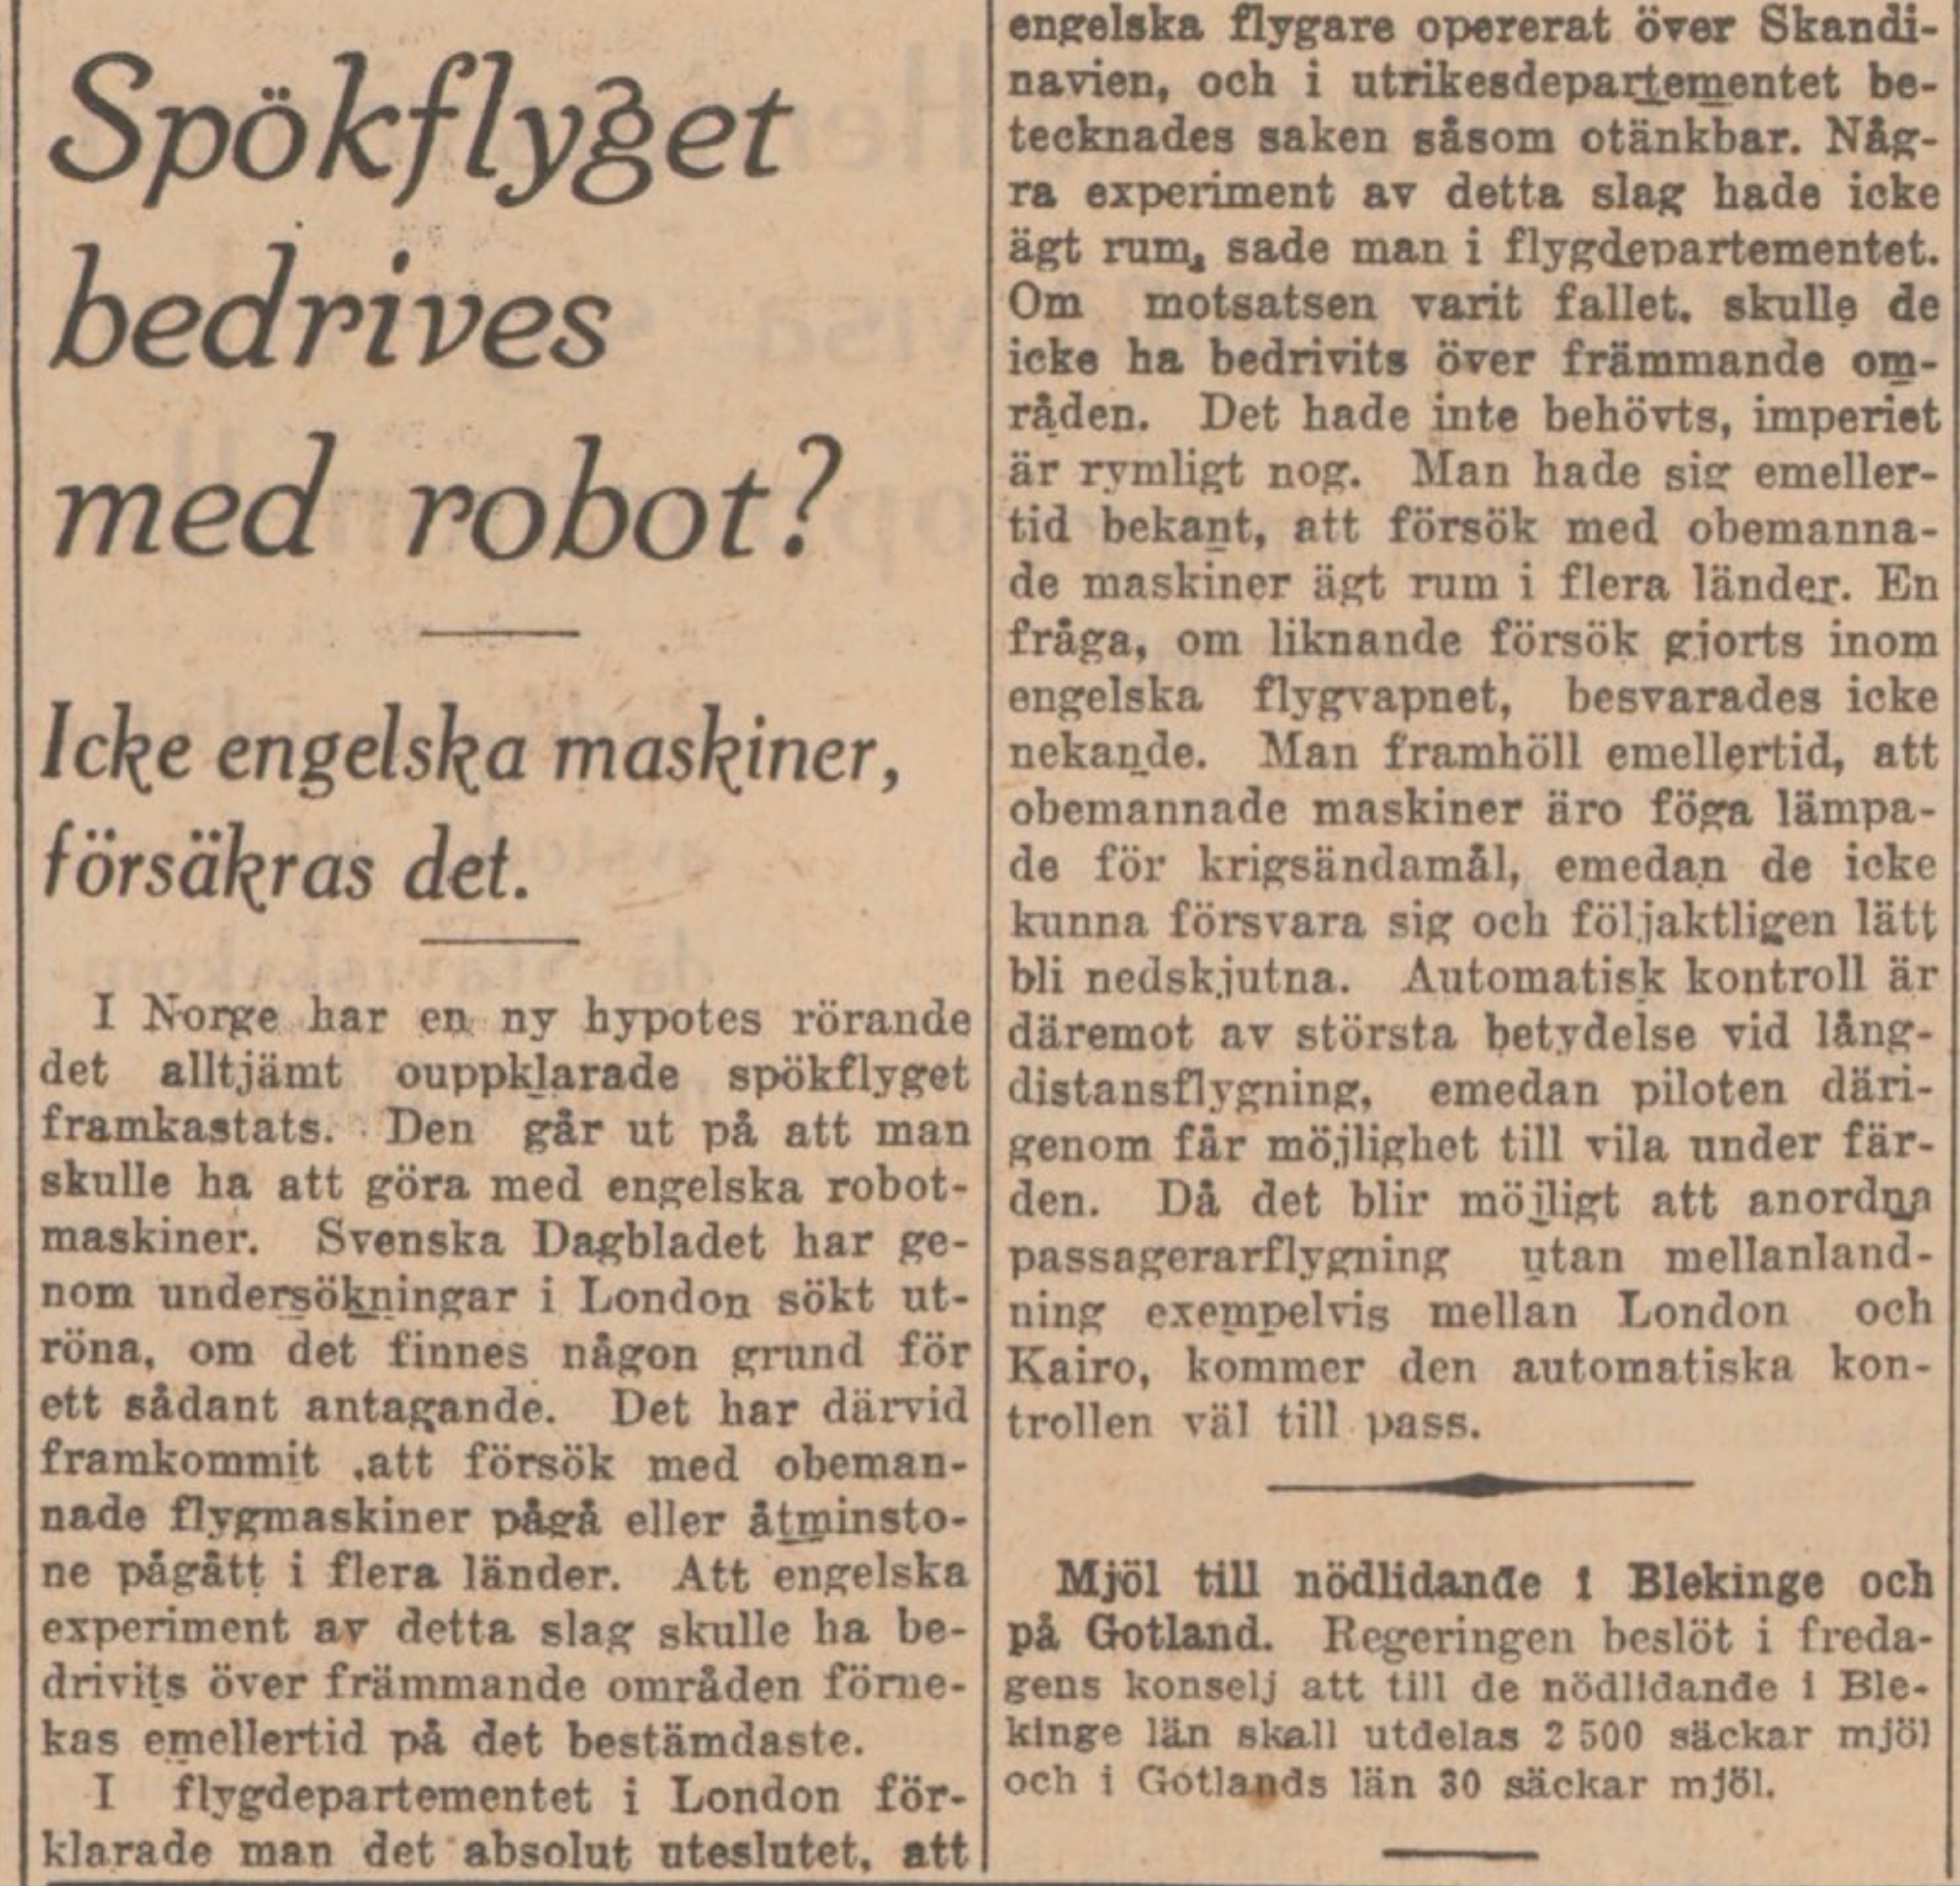 Spökflyget
bedrives
med robot?
Icke engelska maskiner,
försäkras det.
I Norge har en ny hypotes rörande
det alltjämt ouppklarade spökflyget
framkastats. Den går ut på att man
skulle ha att göra med engelska robot-
maskiner. Svenska Dagbladet har ge-
nom undersökningar i London sökt ut-
röna, om det finnes någon grund för
ett sådant antagande. Det har därvid
framkommit ,att försök med obeman-
nade flygmaskiner pågå eller åtminsto-
ne pågått i flera länder. Att engelska
experiment av detta slag skulle ha be-
drivits över främmande områden förne-
kas emellertid på det bestämdaste.
I flygdepartementet i London för-
klarade man det absolut uteslutet, att
engelska flygare opererat över Skandi-
navien, och i utrikesdepartementet be-
tecknades saken såsom otänkbar. Någ-
ra experiment av detta slag hade icke
ägt rum, sade man i flygdepartementet.
Om motsatsen varit fallet. skulle de
icke ha bedrivits över främmande om-
råden. Det hade inte behövts, imperiet
är rymligt nog. Man hade sig emeller-
tid bekant, att försök med obemanna-
de maskiner ägt rum i flera länder. En
fråga, om liknande försök gjorts inom
engelska flygvapnet, besvarades icke
nekande. Man framhöll emellertid, att
obemannade maskiner äro föga lämpa-
de för krigsändamål, emedan de icke
kunna försvara sig och följaktligen lätt
bli nedskjutna. Automatisk kontroll är
däremot av största betydelse vid lång-
distansflygning, emedan piloten däri-
genom får möjlighet till vila under fär-
den. Då det blir möjligt att anordna
passagerarflygning utan mellanland-
ning exempelvis mellan London och
Kairo, kommer den automatiska kon-
trollen väl till pass.
Mjöl till nödlidande i Blekinge och
på Gotland. Regeringen beslöt i freda-
gens konselj att till de nödlidande i Ble-
kinge län skall utdelas 2 500 säckar mjöl
och i Gotlands län 30 säckar mjöl.